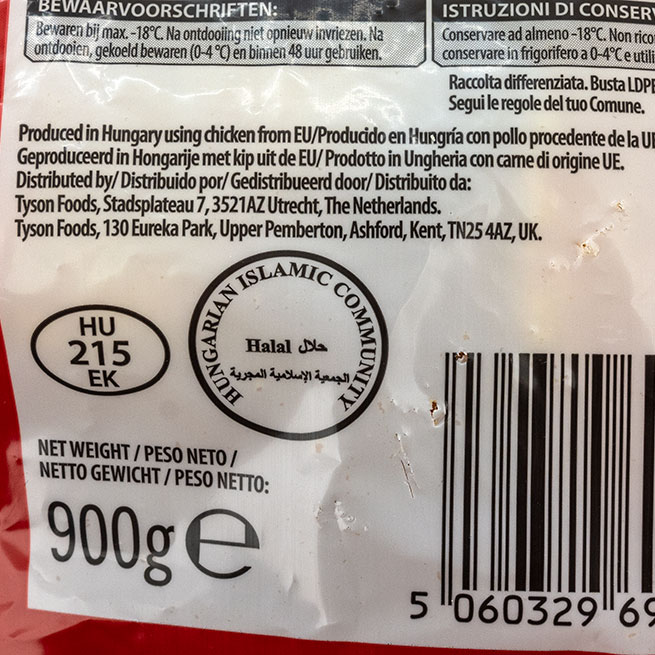 BEWAARVOORSCHRIFTEN:
Bewaren bij max. -18°C. Na ontdooiing niet opnieuw invriezen. Na
ontdooien, gekoeld bewaren (0-4 °C) en binnen 48 uur gebruiken.
ISTRUZIONI DI CONSERV
Conservare ad almeno -18°C. Non rico
conservare in frigorifero a 0-4°C e utili
Raccolta differenziata. Busta LDPE
Segui le regole del tuo Comune.
Produced in Hungary using chicken from EU/Producido en Hungría con pollo procedente de la UE
Geproduceerd in Hongarije met kip uit de EU/ Prodotto in Ungheria con carne di origine UE.
Distributed by/ Distribuido por/ Gedistribueerd door/ Distribuito da:
Tyson Foods, Stadsplateau 7, 3521AZ Utrecht, The Netherlands.
Tyson Foods, 130 Eureka Park, Upper Pemberton, Ashford, Kent, TN25 4AZ, UK.
HU
215
EK
HUNGARIAN ISLAMIC COMMUNITY
Halal حلال
الجمعية الإسلامية المجرية
NET WEIGHT / PESO NETO /
NETTO GEWICHT / PESO NETTO:
900g ℮
5 060329 69